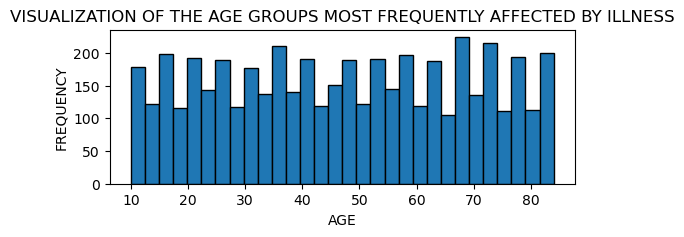 VISUALIZATION OF THE AGE GROUPS MOST FREQUENTLY AFFECTED BY ILLNESS
FREQUENCY
200
150
100
50
0
10 20 30 40 50 60 70 80
AGE